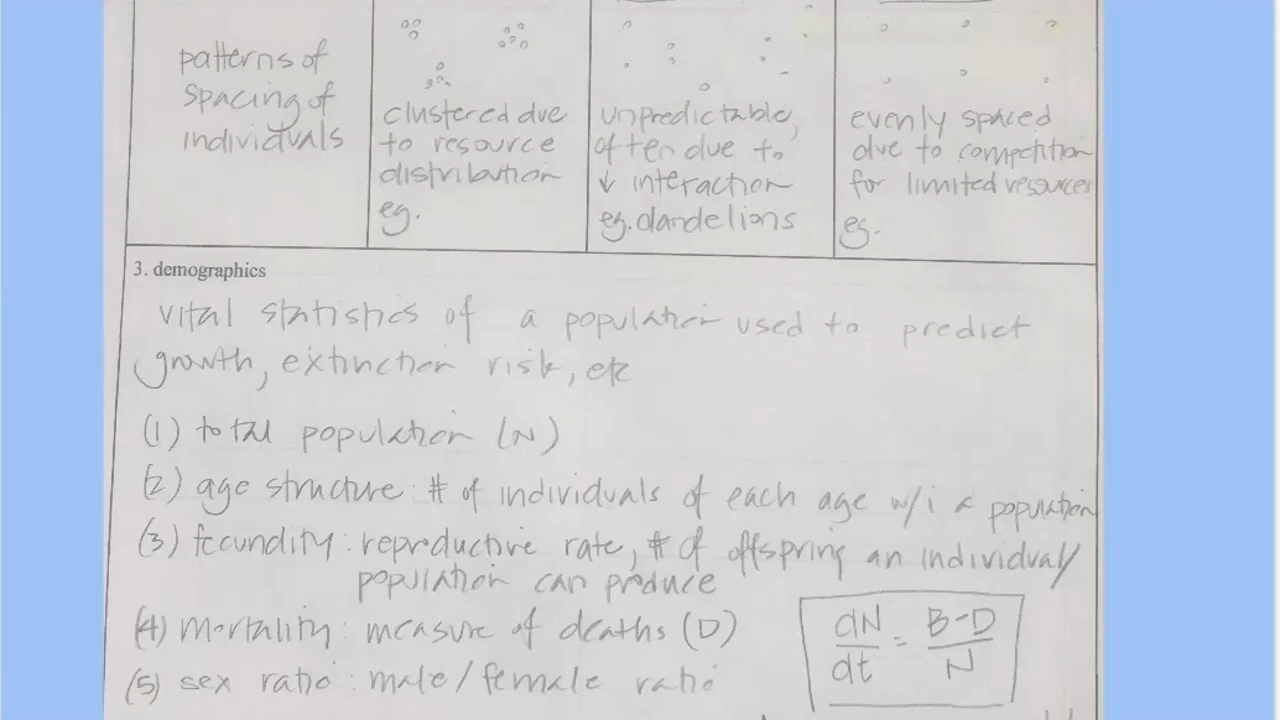 patterns of
spacing of
individuals
clustered due
to resource
distribution
eg.
unpredictable,
often due to
↓ interaction
eg. dandelions
evenly spaced
due to competition
for limited resources
eg.
3. demographics
vital statistics of a population used to predict
growth, extinction risk, etc
(1) total population (N)
(2) age structure: # of individuals of each age w/i a population
(3) fecundity: reproductive rate, # of offspring an individual/
population can produce
(4) mortality: measure of deaths (D)
(5) sex ratio: male/female ratio
dN/dt = B-D/N